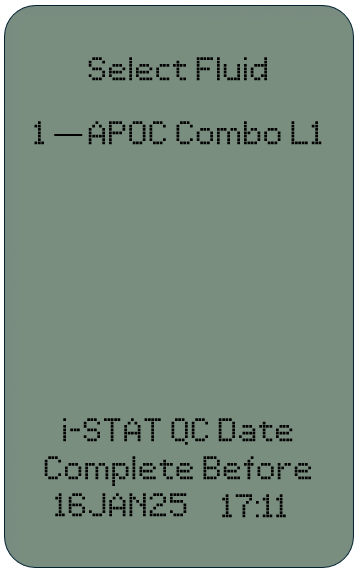 Select Fluid
1 — APOC Combo L1
i-STAT QC Date
Complete Before
16JAN25 17:11